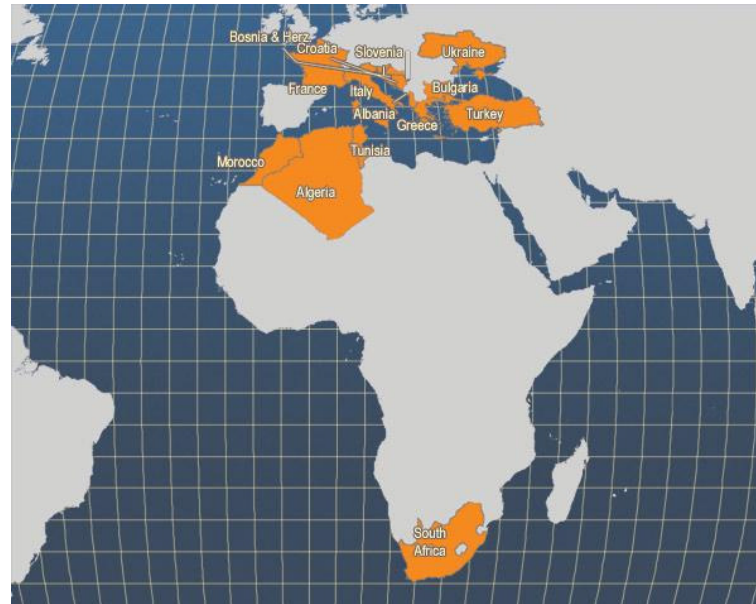 Bosnia & Herz.
Croatia
Slovenia
Ukraine
France
Italy
Bulgaria
Albania
Greece
Turkey
Morocco
Tunisia
Algeria
South
Africa